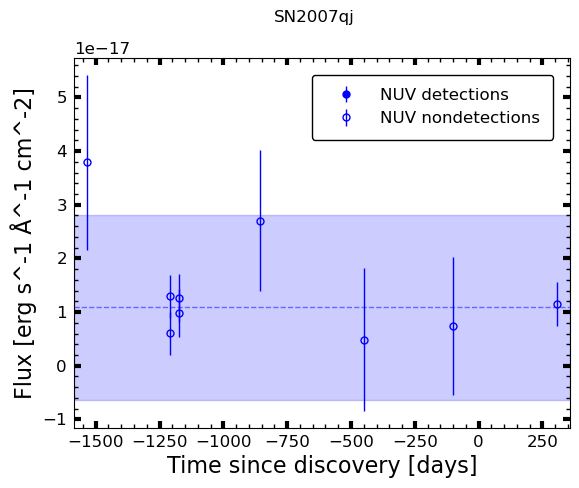 SN2007qj
1e−17
Flux [erg s^-1 Å^-1 cm^-2]
5
4
3
2
1
0
−1
NUV detections
NUV nondetections
−1500 −1250 −1000 −750 −500 −250 0 250
Time since discovery [days]